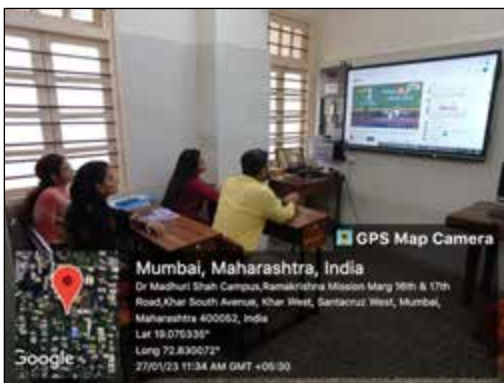 GPS Map Camera
Mumbai, Maharashtra, India
Dr Madhuri Shah Campus,Ramakrishna Mission Marg 16th & 17th
Road,Khar South Avenue, Khar West, Santacruz West, Mumbai,
Maharashtra 400052, India
Lat 19.075335°
Long 72.830072°
27/01/23 11:34 AM GMT +05:30
Google